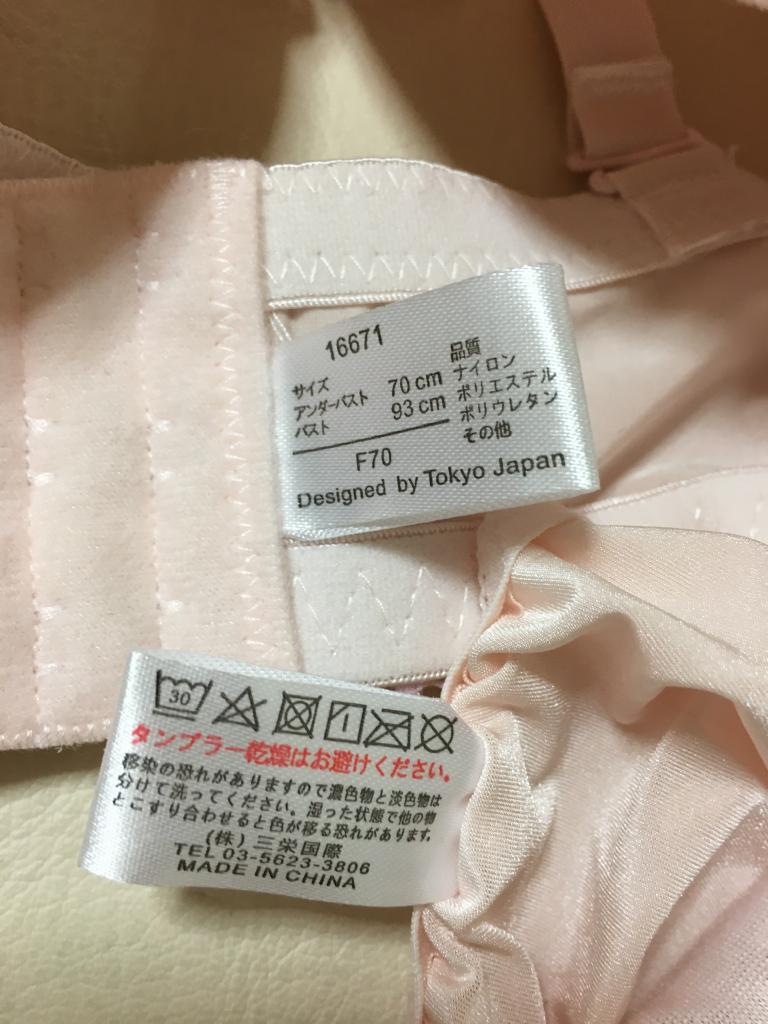 16671
サイズ
アンダーバスト 70cm
バスト 93cm
F70
品質
ナイロン
ポリエステル
ポリウレタン
その他
Designed by Tokyo Japan
30
タンブラー乾燥はお避けください。
移染の恐れがありますので濃色物と淡色物は
分けて洗ってください。湿った状態で他の物
とこすり合わせると色が移る恐れがあります。
(株)三栄国際
TEL 03-5623-3806
MADE IN CHINA